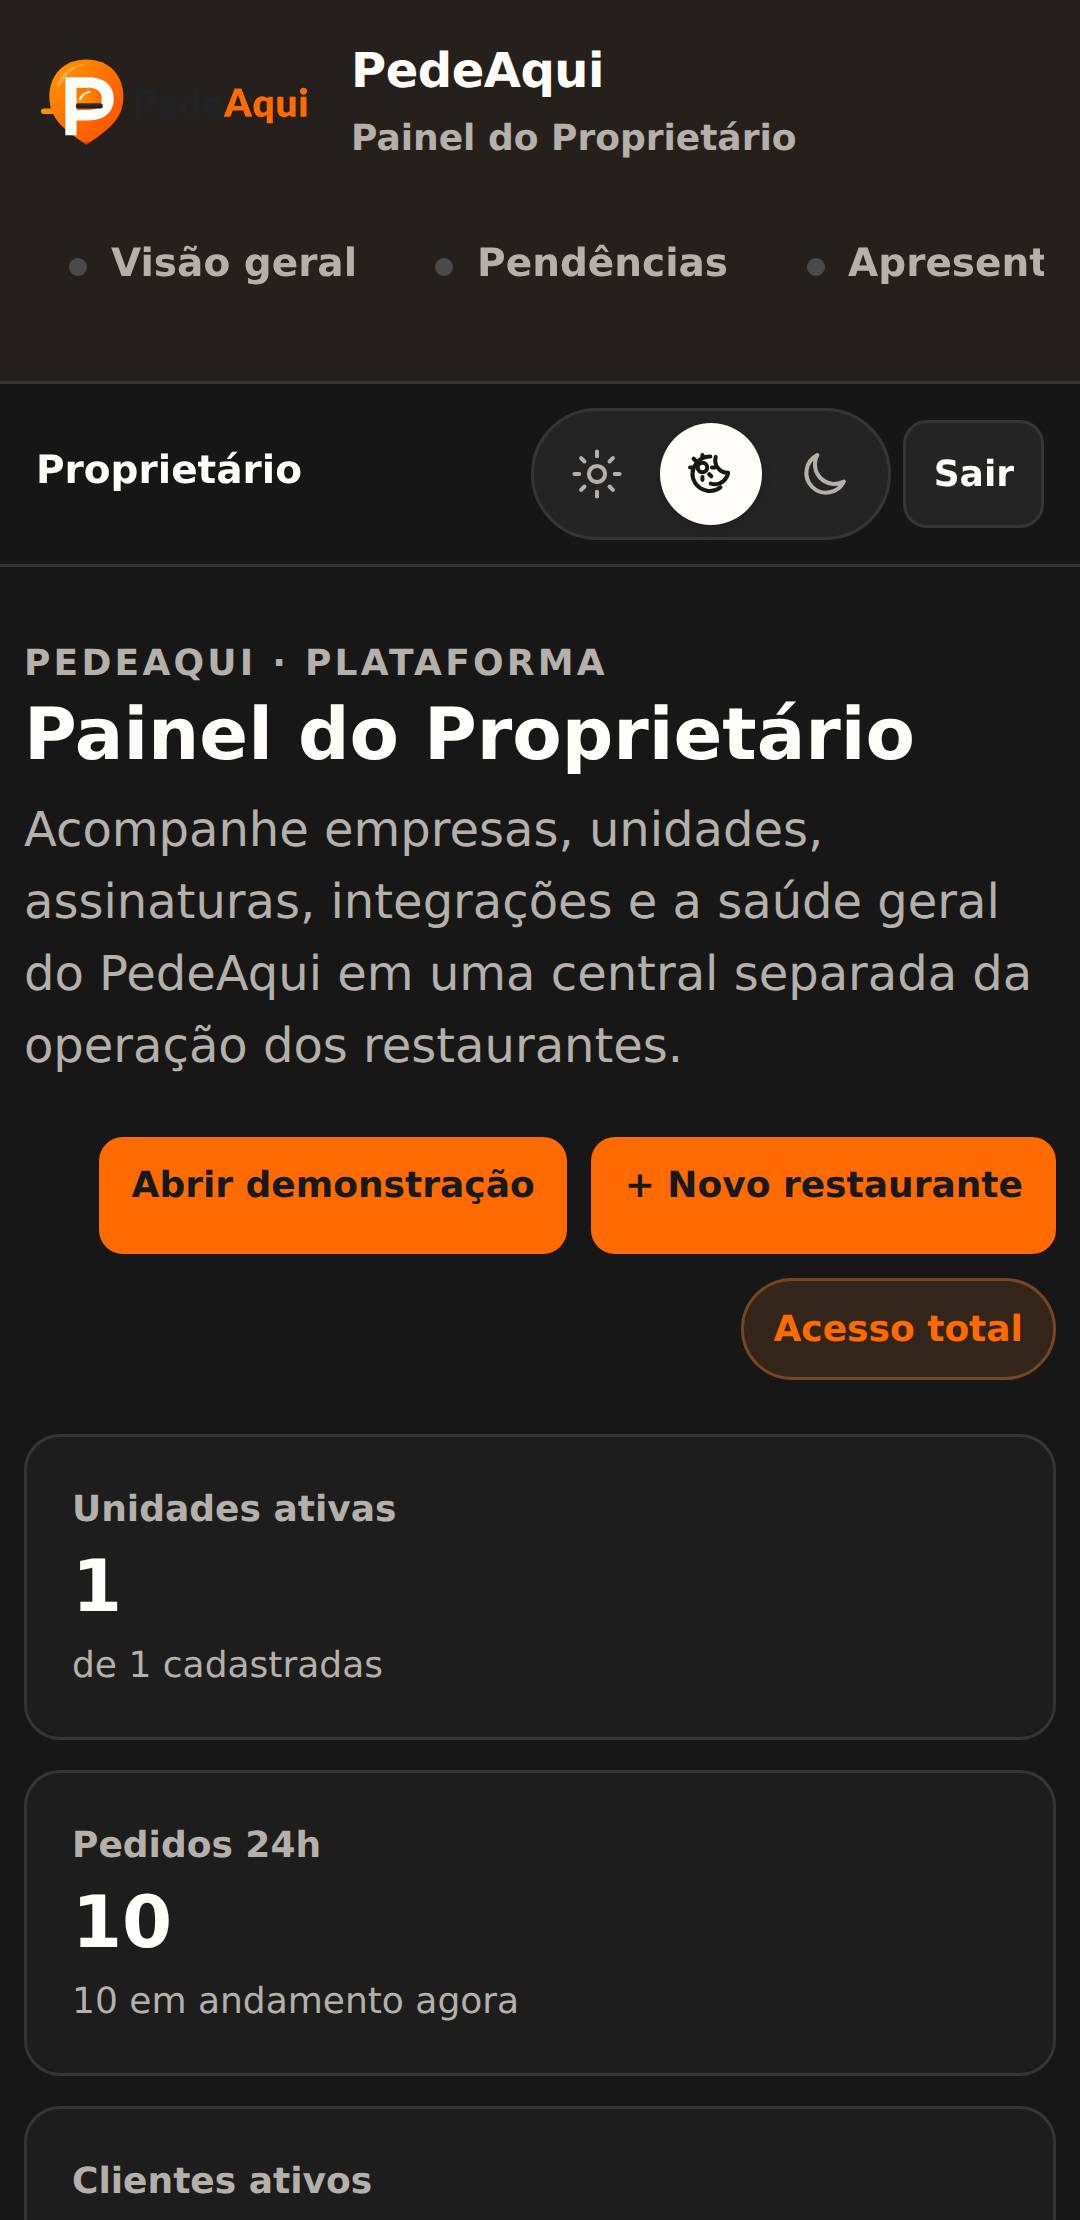 PedeAqui
PedeAqui
Painel do Proprietário
Visão geral
Pendências
Apresent
Proprietário
Sair
PEDEAQUI · PLATAFORMA
Painel do Proprietário
Acompanhe empresas, unidades,
assinaturas, integrações e a saúde geral
do PedeAqui em uma central separada da
operação dos restaurantes.
Abrir demonstração
+ Novo restaurante
Acesso total
Unidades ativas
1
de 1 cadastradas
Pedidos 24h
10
10 em andamento agora
Clientes ativos